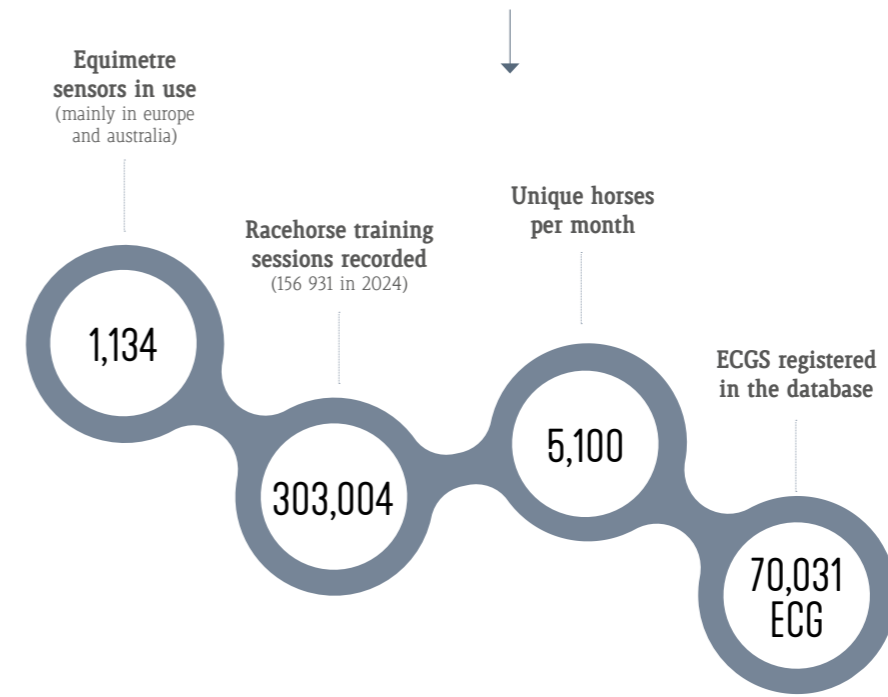 Equimetre
sensors in use
(mainly in europe
and australia)
1,134
Racehorse training
sessions recorded
(156 931 in 2024)
303,004
Unique horses
per month
5,100
ECGS registered
in the database
70,031
ECG